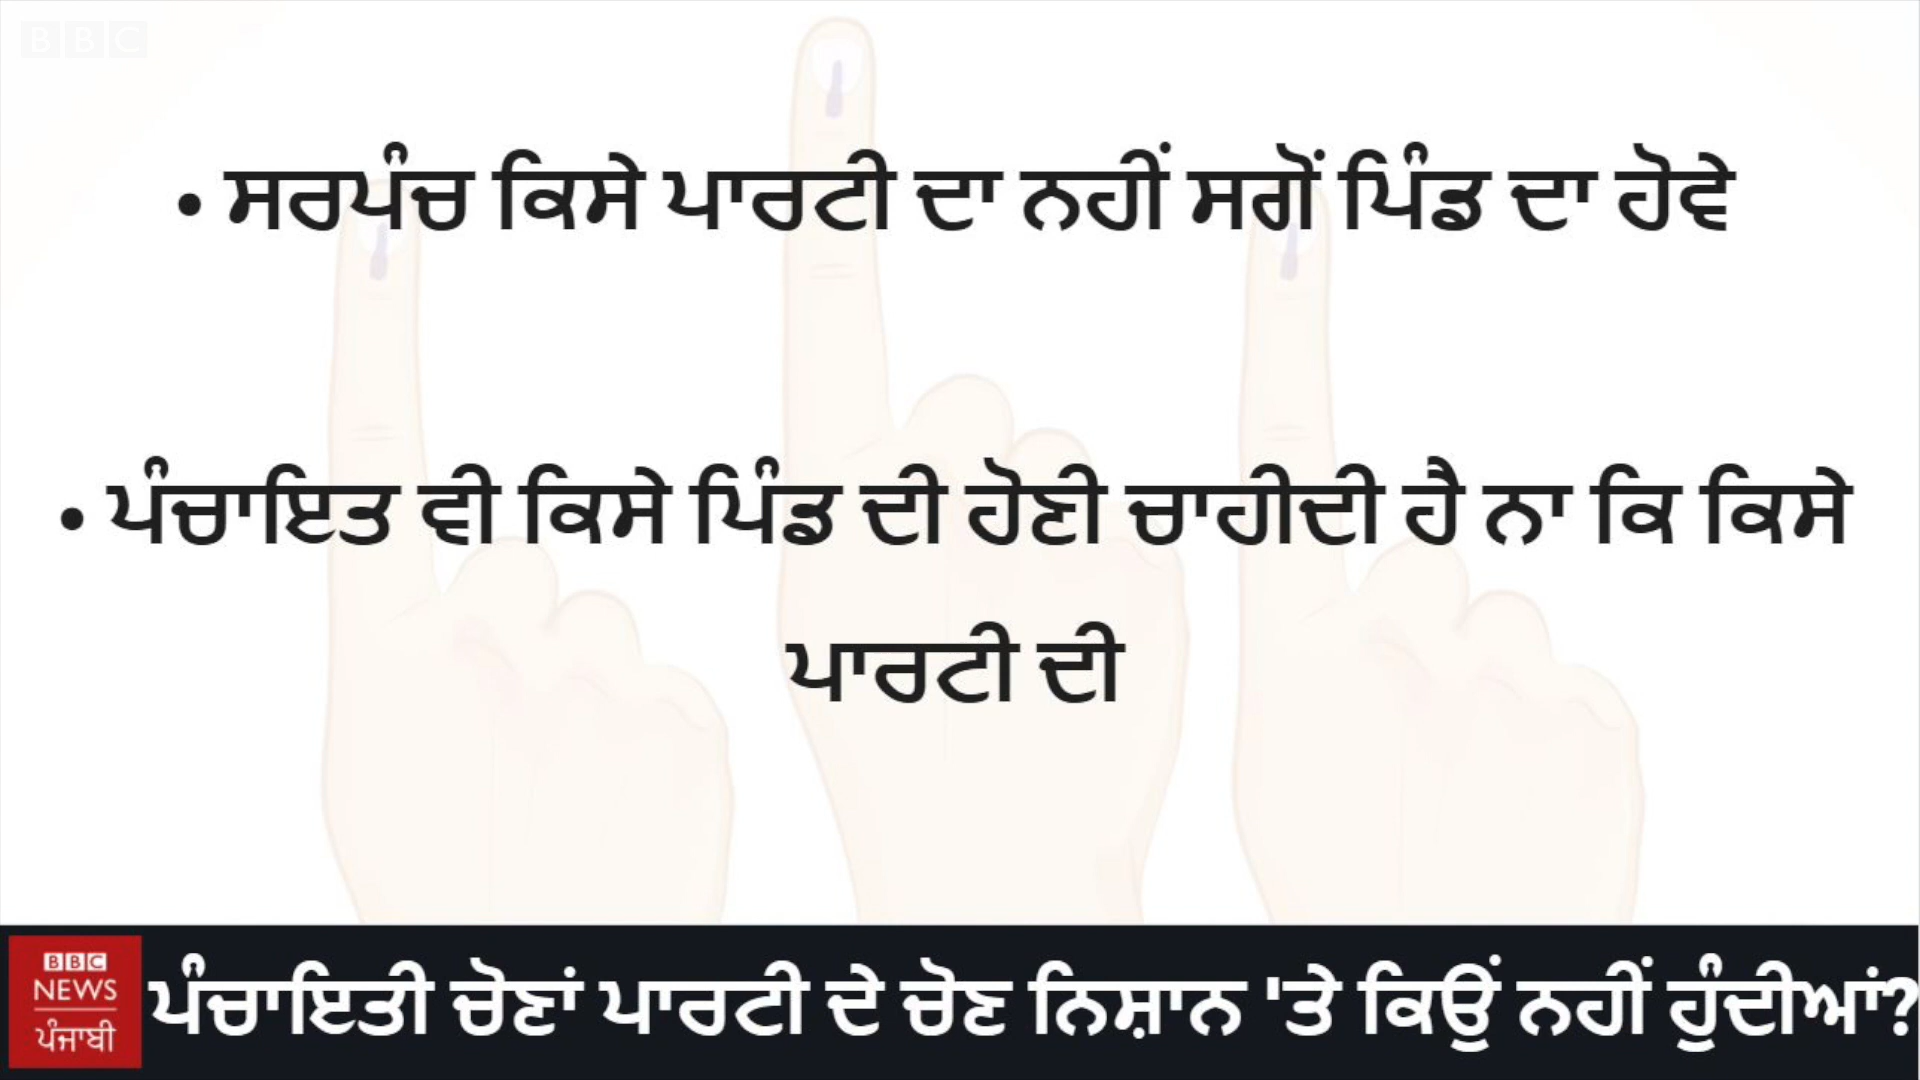 BBC
• ਸਰਪੰਚ ਕਿਸੇ ਪਾਰਟੀ ਦਾ ਨਹੀਂ ਸਗੋਂ ਪਿੰਡ ਦਾ ਹੋਵੇ
• ਪੰਚਾਇਤ ਵੀ ਕਿਸੇ ਪਿੰਡ ਦੀ ਹੋਣੀ ਚਾਹੀਦੀ ਹੈ ਨਾ ਕਿ ਕਿਸੇ
ਪਾਰਟੀ ਦੀ
BBC
NEWS
ਪੰਜਾਬੀ
ਪੰਚਾਇਤੀ ਚੋਣਾਂ ਪਾਰਟੀ ਦੇ ਚੋਣ ਨਿਸ਼ਾਨ 'ਤੇ ਕਿਉਂ ਨਹੀਂ ਹੁੰਦੀਆਂ?